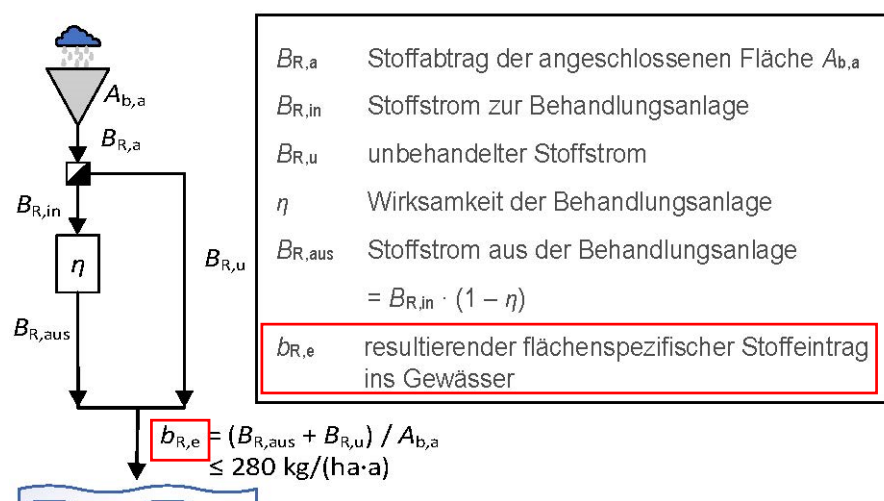 A_b,a
B_R,a
B_R,in
η
B_R,u
B_R,aus
b_R,e = (B_R,aus + B_R,u) / A_b,a
≤ 280 kg/(ha·a)
B_R,a Stoffabtrag der angeschlossenen Fläche A_b,a
B_R,in Stoffstrom zur Behandlungsanlage
B_R,u unbehandelter Stoffstrom
η Wirksamkeit der Behandlungsanlage
B_R,aus Stoffstrom aus der Behandlungsanlage
= B_R,in · (1 – η)
b_R,e resultierender flächenspezifischer Stoffeintrag
ins Gewässer